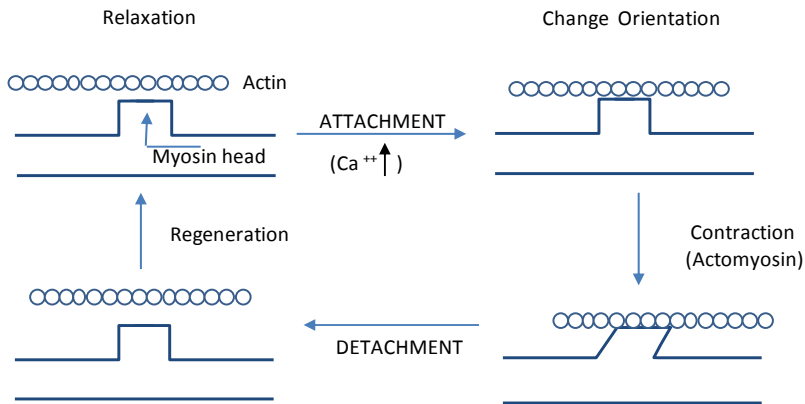 Relaxation
Change Orientation
Actin
ATTACHMENT
Myosin head
(Ca ++ )
Regeneration
Contraction
(Actomyosin)
DETACHMENT